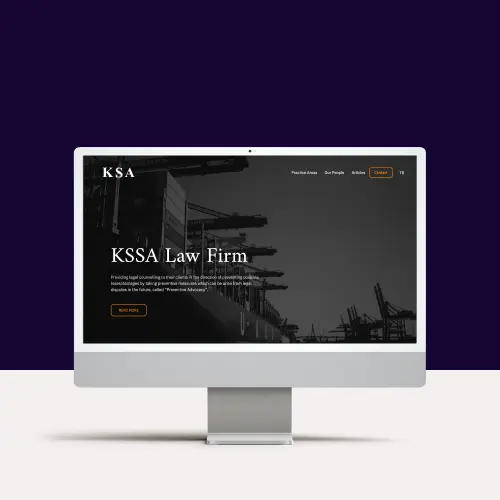 KSA
Practice Areas Our People Articles Contact TR
KSSA Law Firm
Providing legal counselling to their clients in the direction of preventing possible
losses/damages by taking preventive measures which can be arise from legal
disputes in the future, called "Preventive Advocacy".
READ MORE